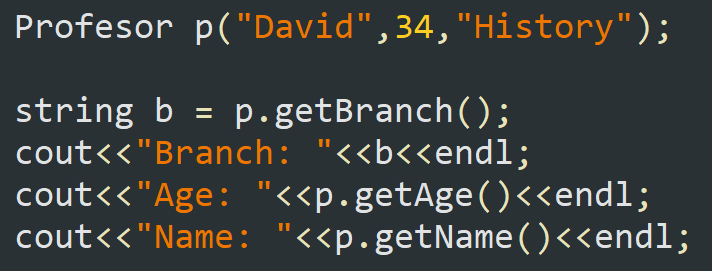 Profesor p("David",34,"History");
string b = p.getBranch();
cout<<"Branch: "<<b<<endl;
cout<<"Age: "<<p.getAge()<<endl;
cout<<"Name: "<<p.getName()<<endl;